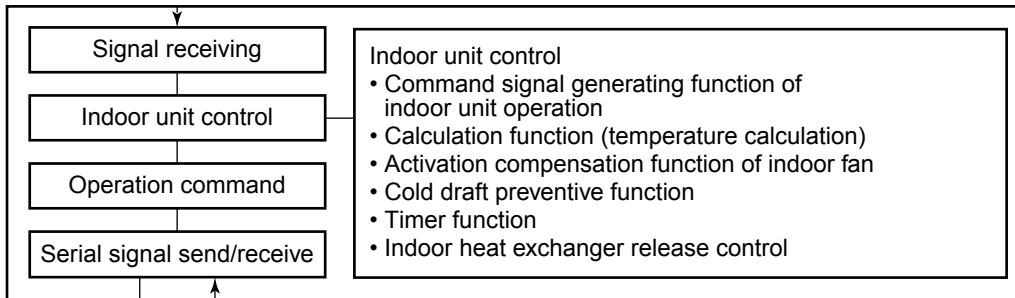 Signal receiving
Indoor unit control
Operation command
Serial signal send/receive
Indoor unit control
• Command signal generating function of
indoor unit operation
• Calculation function (temperature calculation)
• Activation compensation function of indoor fan
• Cold draft preventive function
• Timer function
• Indoor heat exchanger release control